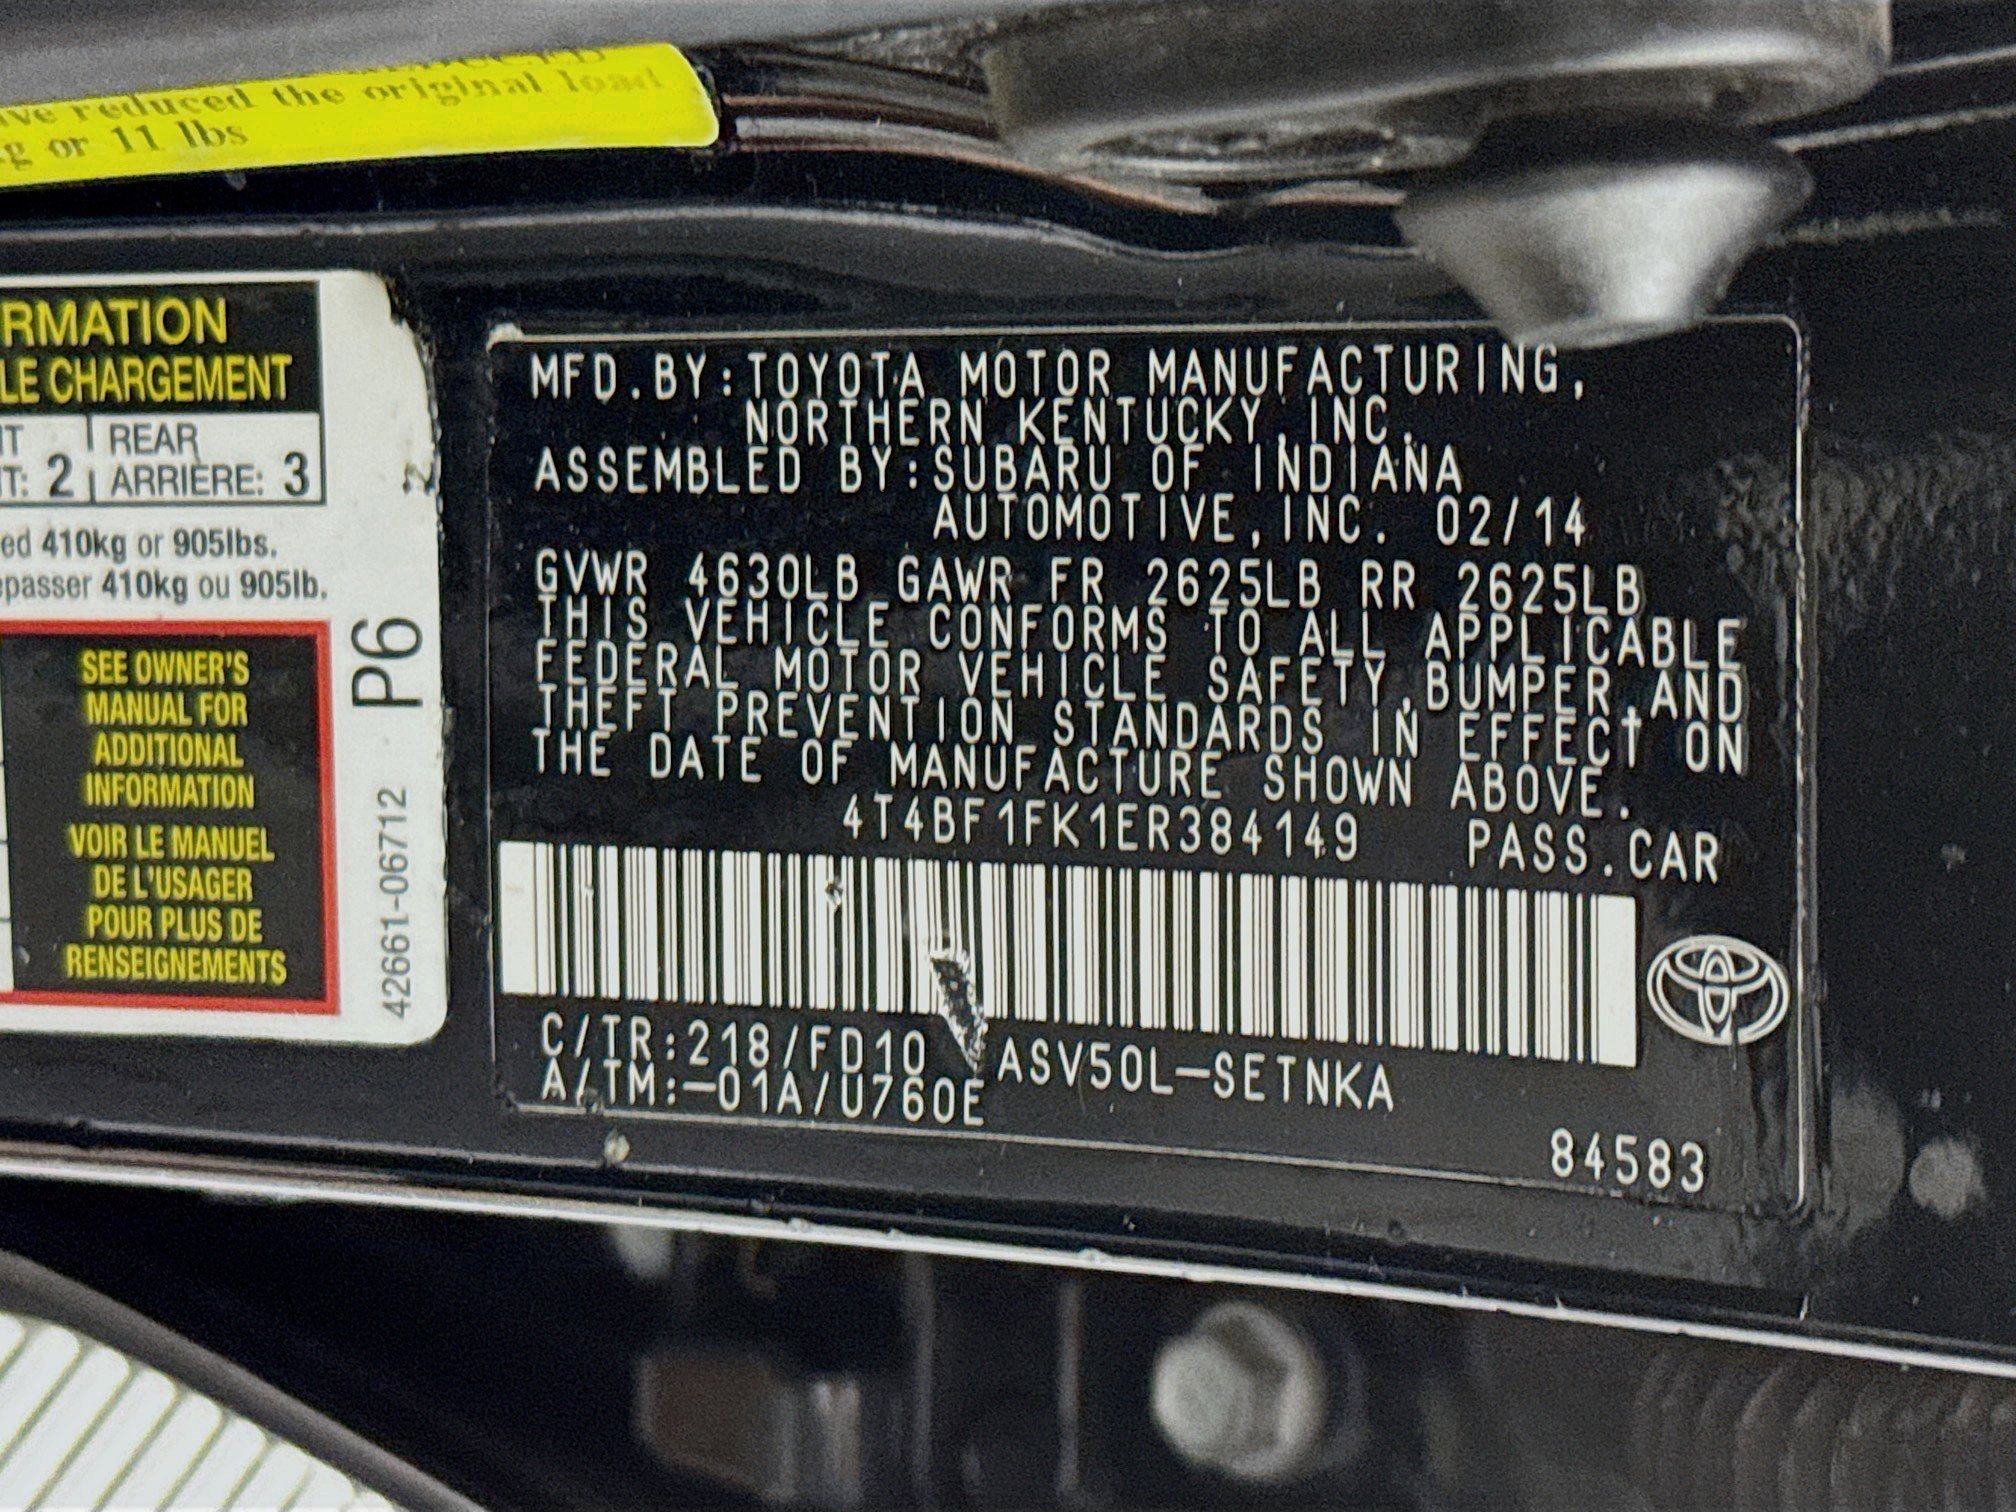 ve reduced the original load
g or 11 lbs
RMATION
LE CHARGEMENT
REAR
T: 2 ARRIÈRE: 3
ed 410kg or 905lbs.
passer 410kg ou 905lb.
SEE OWNER'S
MANUAL FOR
ADDITIONAL
INFORMATION
VOIR LE MANUEL
DE L'USAGER
POUR PLUS DE
RENSEIGNEMENTS
P6
42661-06712
MFD.BY:TOYOTA MOTOR MANUFACTURING,
NORTHERN KENTUCKY,INC.
ASSEMBLED BY:SUBARU OF INDIANA
AUTOMOTIVE,INC. 02/14
GVWR 4630LB GAWR FR 2625LB RR 2625LB
THIS VEHICLE CONFORMS TO ALL APPLICABLE
FEDERAL MOTOR VEHICLE SAFETY,BUMPER,AND
THEFT PREVENTION STANDARDS IN EFFECT ON
THE DATE OF MANUFACTURE SHOWN ABOVE.
4T4BF1FK1ER384149 PASS.CAR
C/TR:218/FD10 ASV50L-SETNKA
A/TM:-01A/U760E
84583